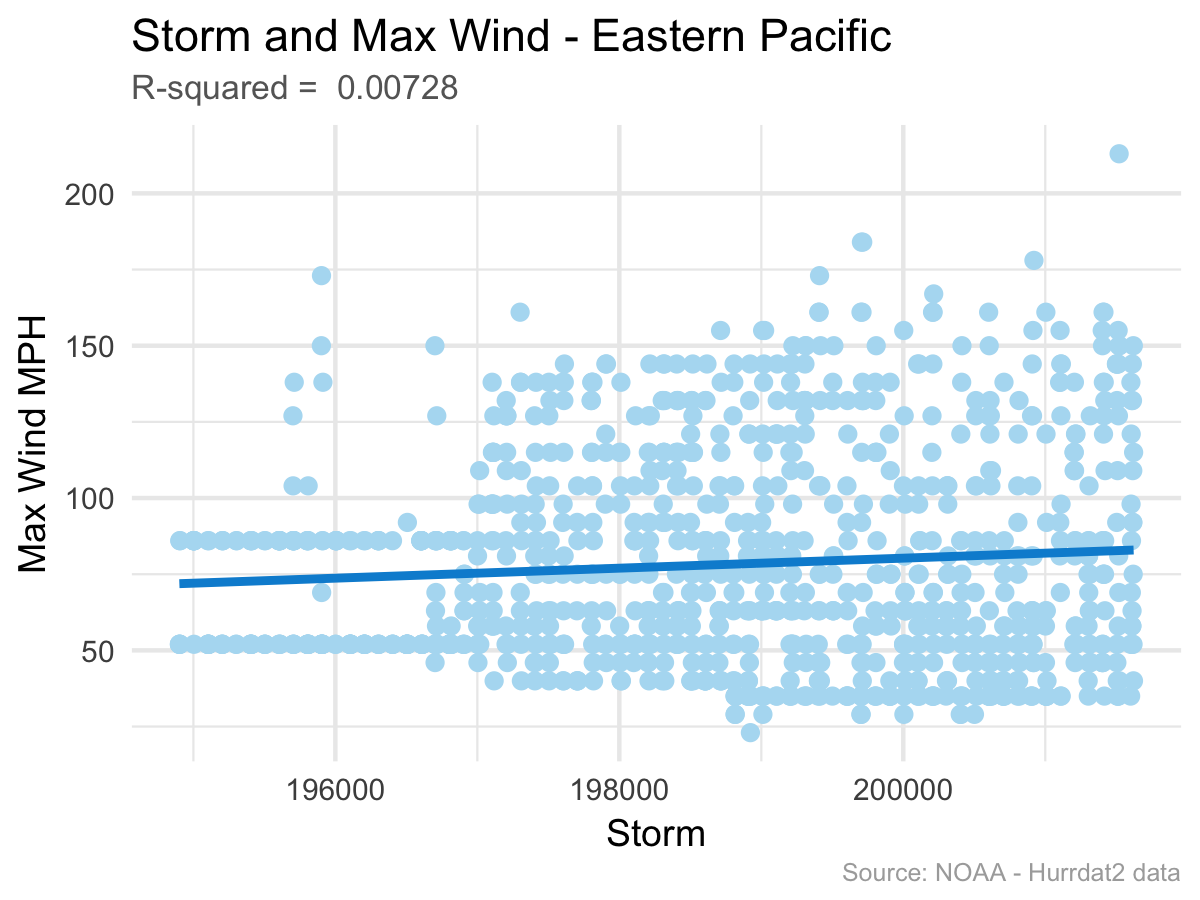 Storm and Max Wind - Eastern Pacific
R-squared =  0.00728
Max Wind MPH
200
150
100
50
196000
198000
200000
Storm
Source: NOAA - Hurrdat2 data